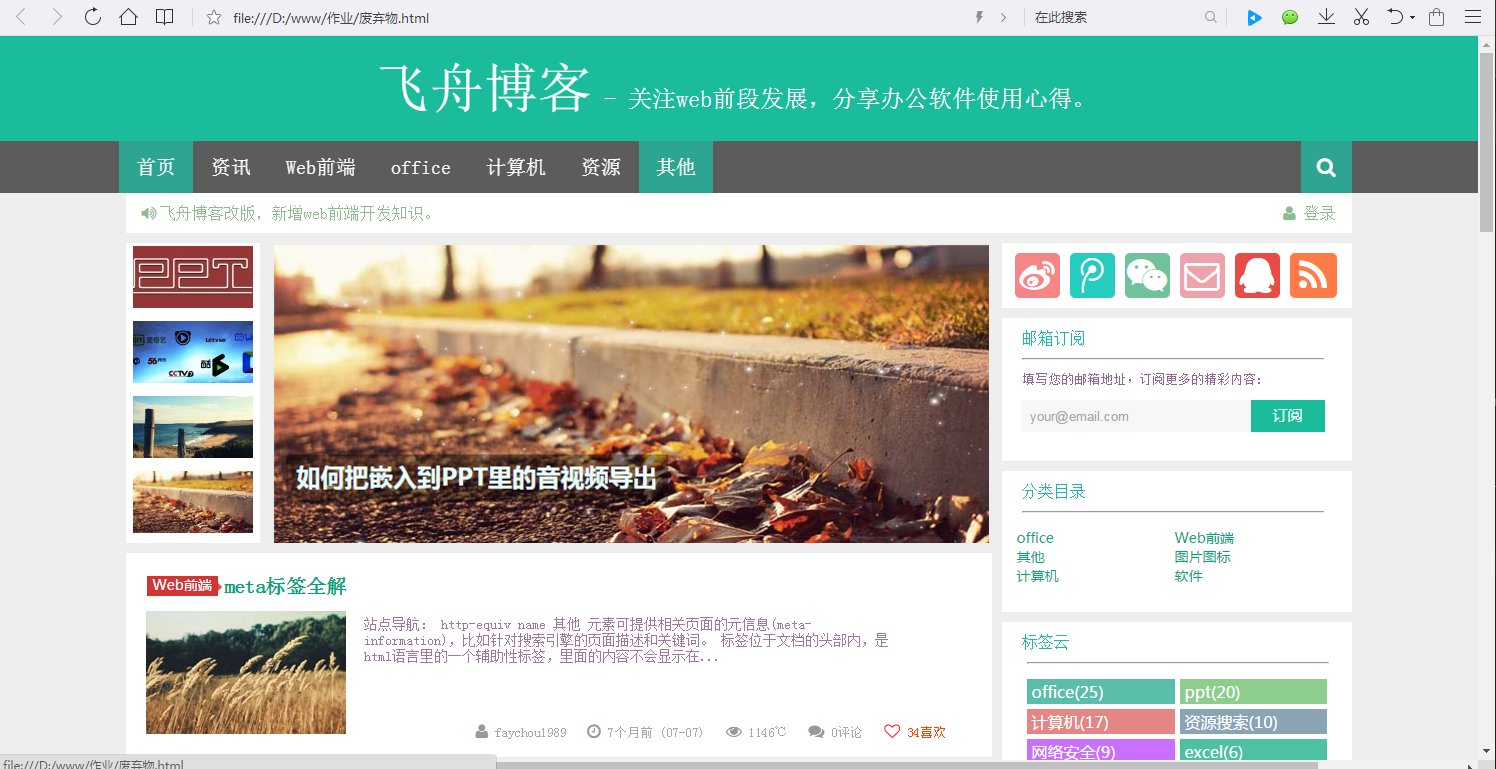 file:///D:/www/作业/废弃物.html
在此搜索
飞舟博客 - 关注web前段发展，分享办公软件使用心得。
首页 资讯 Web前端 office 计算机 资源 其他
飞舟博客改版，新增web前端开发知识。
登录
PPT
爱奇艺
Letv
56
CCTV2
如何把嵌入到PPT里的音视频导出
邮箱订阅
填写您的邮箱地址，订阅更多的精彩内容：
your@email.com 订阅
分类目录
office Web前端
其他 图片图标
计算机 软件
Web前端 meta标签全解
站点导航： http-equiv name 其他 元素可提供相关页面的元信息(meta-
information)，比如针对搜索引擎的页面描述和关键词。 标签位于文档的头部内，是
html语言里的一个辅助性标签，里面的内容不会显示在...
faychou1989 7个月前 (07-07) 1146℃ 0评论 34喜欢
标签云
office(25) ppt(20)
计算机(17) 资源搜索(10)
网络安全(9) excel(6)
file:///D:/www/作业/废弃物.html